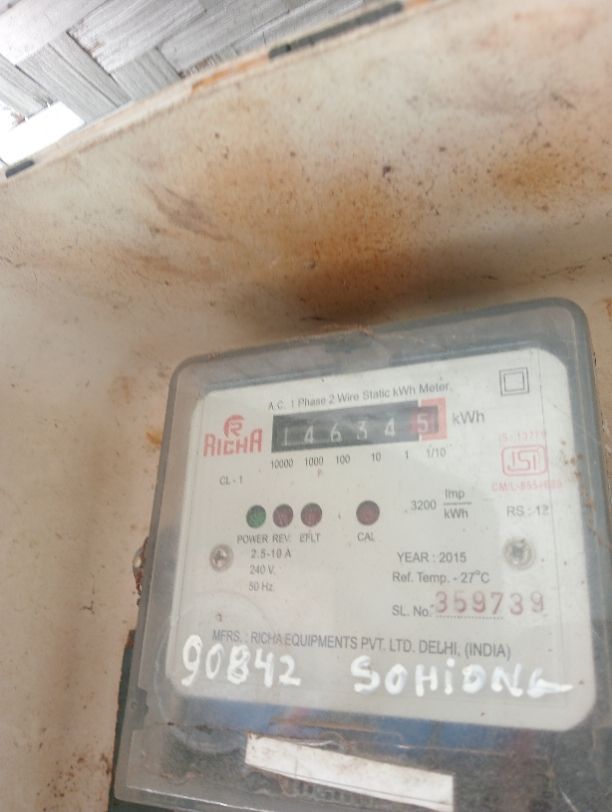 A.C. 1 Phase 2 Wire Static kWh Meter.
R
RICHA
1 4 6 3 4 5 kWh
10000 1000 100 10 1 1/10
CL - 1
ISI
3200 Imp/kWh
RS : 12
POWER REV. EFLT CAL
2.5-10 A
240 V.
50 Hz.
YEAR : 2015
Ref. Temp. - 27°C
SL. No. 359739
MFRS. : RICHA EQUIPMENTS PVT. LTD. DELHI, (INDIA)
90842 SOHIONG